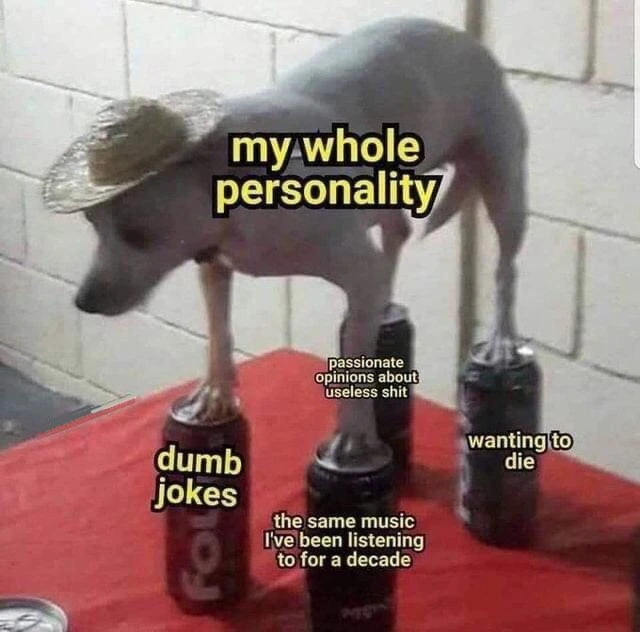 my whole
personality
passionate
opinions about
useless shit
wanting to
die
dumb
jokes
the same music
I've been listening
to for a decade